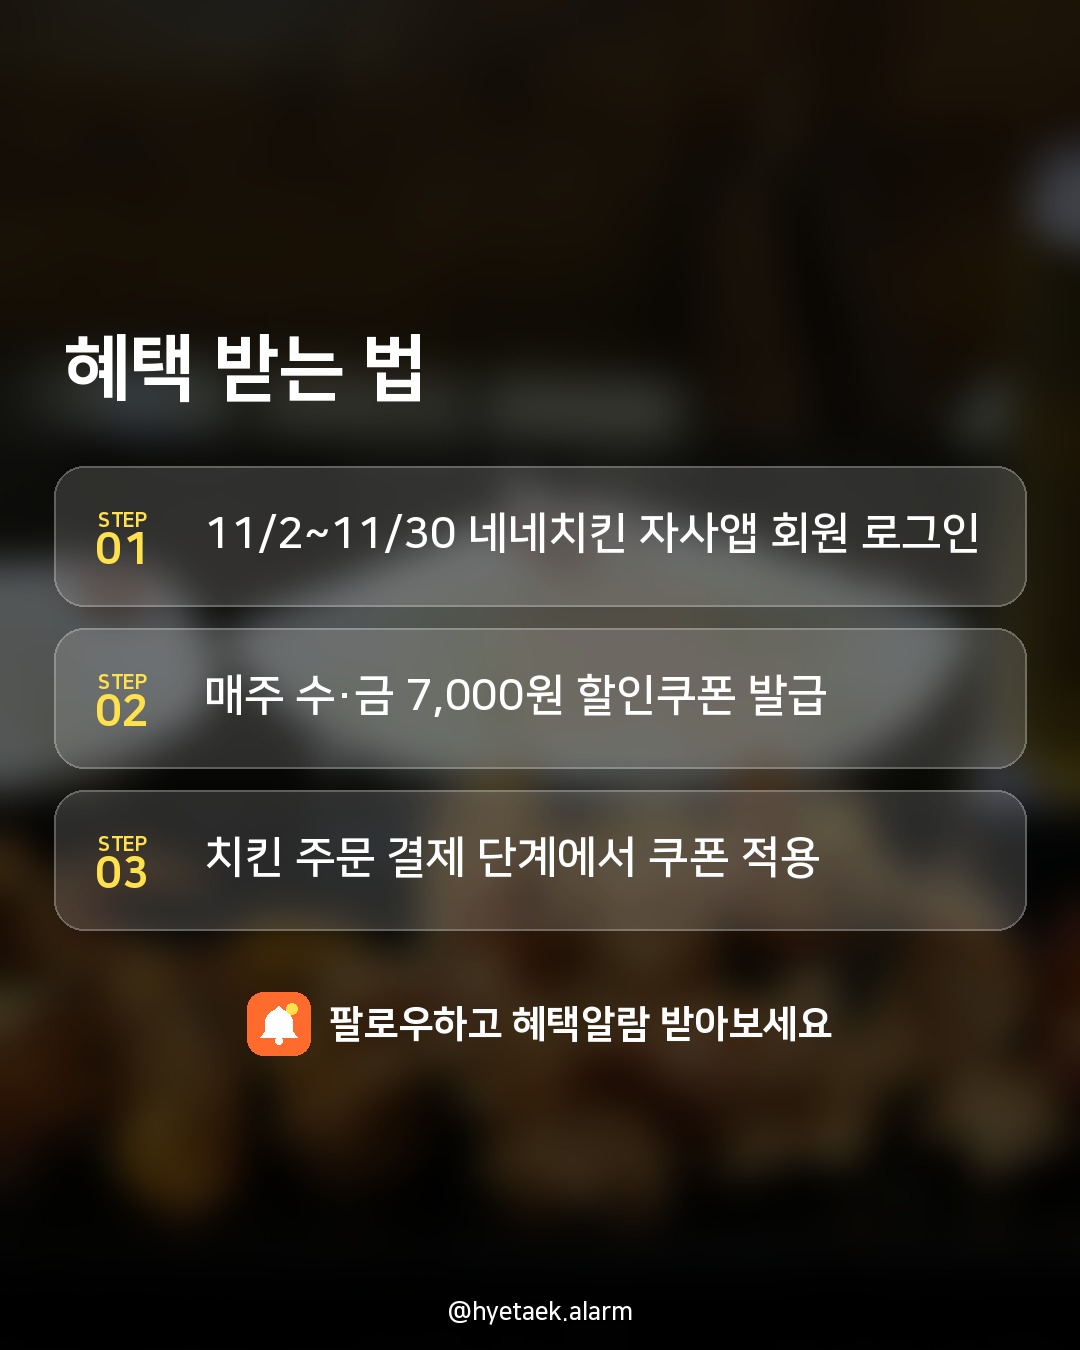 혜택 받는 법
STEP
01
11/2~11/30 네네치킨 자사앱 회원 로그인
STEP
02
매주 수·금 7,000원 할인쿠폰 발급
STEP
03
치킨 주문 결제 단계에서 쿠폰 적용
팔로우하고 혜택알람 받아보세요
@hyetaek.alarm